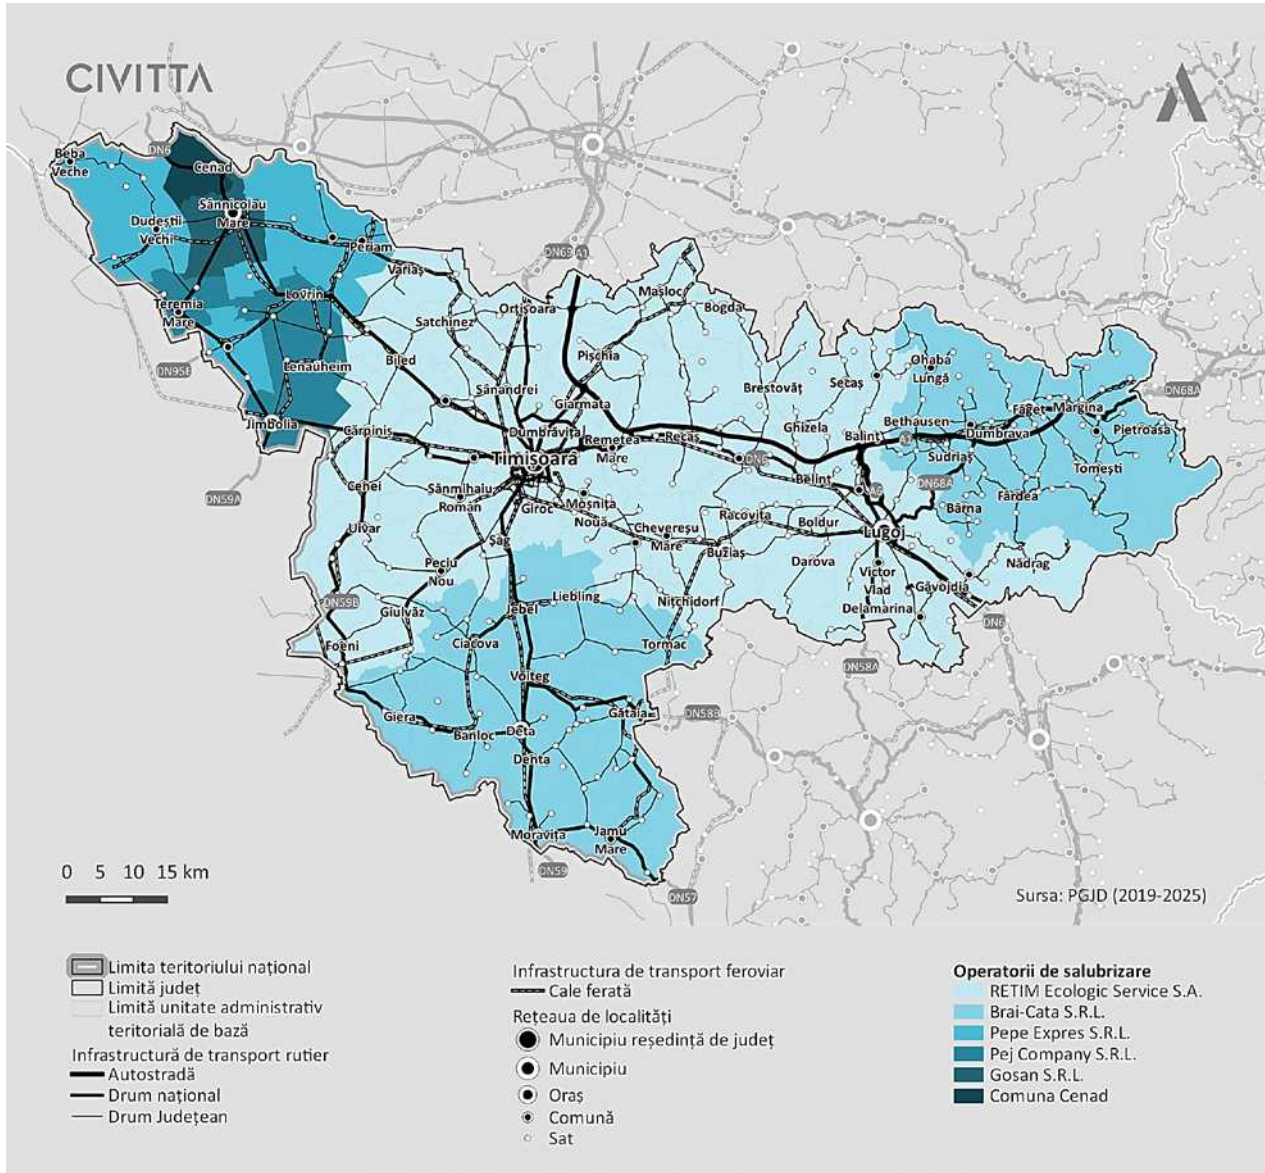 CIVITTA
DN6
Beba
Veche
Cenad
Sânnicolau
Mare
Dudeștii
Vechi
Periam
DN69 A1
Variaș
Teremia
Mare
Lovrin
Mașloc
Bogda
Orțișoara
Satchinez
DN95E
Lenauheim
Biled
Pișchia
Ohaba
Lungă
Secaș
Brestovăț
Sânandrei
Giarmata
DN68A
Făget
Margina
Jimbolia
Cărpiniș
Dumbrăvița
Remetea
Mare
Recaș
Ghizela
Balinț
Bethausen
A1
Dumbrava
Pietroasa
Timișoara
DN6
Sudriaș
Tomești
DN59A
Cenei
Sânmihaiu
Român
Giroc
Moșnița
Nouă
Belinț
A6
DN68A
Fârdea
Bârna
Uivar
Șag
Chevereșu
Mare
Racovița
Boldur
Lugoj
Buziaș
Peciu
Nou
Darova
Victor
Vlad
Delamarina
Găvojdia
Nădrag
DN59B
Giulvăz
Jebel
Liebling
Nițchidorf
DN6
Foeni
Ciacova
Tormac
DN58A
Voiteg
Giera
Banloc
Deta
Gătaia
DN58B
Denta
Moravița
Jamu
Mare
DN59
DN57
0 5 10 15 km
Sursa: PGJD (2019-2025)
Limita teritoriului național
Limită județ
Limită unitate administrativ
teritorială de bază
Infrastructură de transport rutier
Autostradă
Drum național
Drum Județean
Infrastructura de transport feroviar
Cale ferată
Rețeaua de localități
Municipiu reședință de județ
Municipiu
Oraș
Comună
Sat
Operatorii de salubrizare
RETIM Ecologic Service S.A.
Brai-Cata S.R.L.
Pepe Expres S.R.L.
Pej Company S.R.L.
Gosan S.R.L.
Comuna Cenad